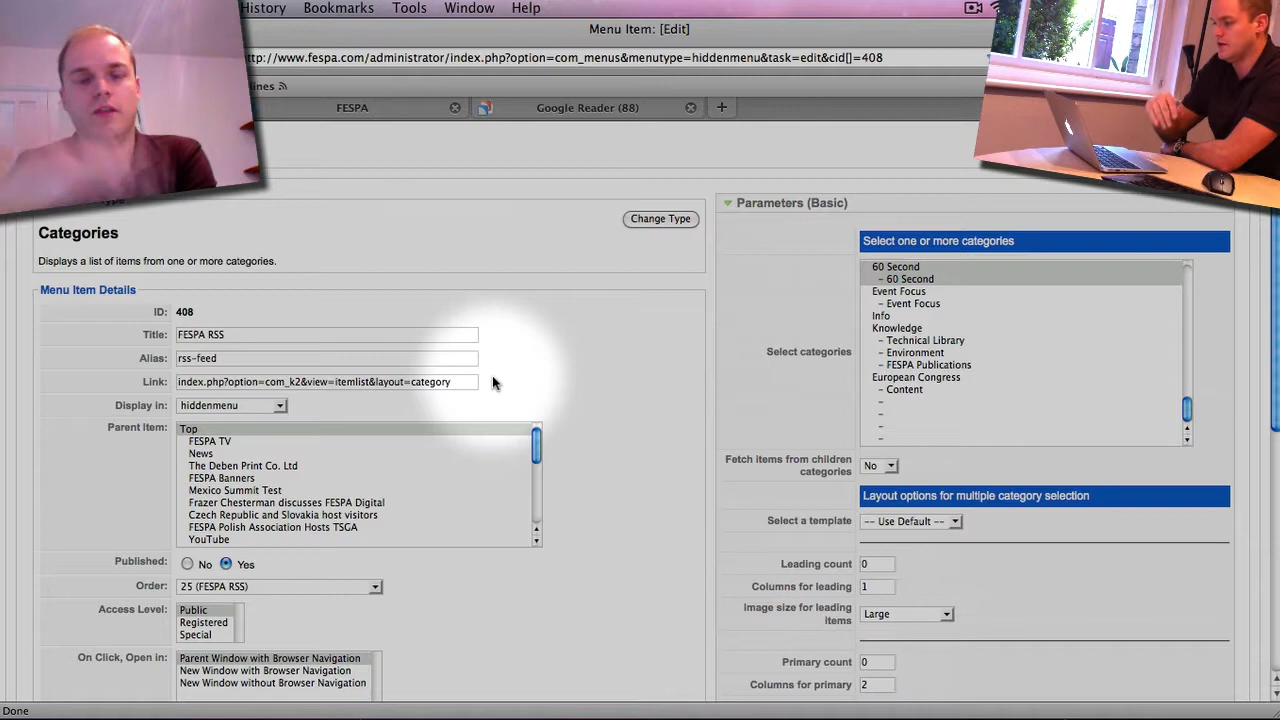 History Bookmarks Tools Window Help
Menu Item: [Edit]
http://www.fespa.com/administrator/index.php?option=com_menus&menutype=hiddenmenu&task=edit&cid[]=408
FESPA
Google Reader (88)
Categories
Change Type
Displays a list of items from one or more categories.
Menu Item Details
ID: 408
Title: FESPA RSS
Alias: rss-feed
Link: index.php?option=com_k2&view=itemlist&layout=category
Display in: hiddenmenu
Parent Item: Top
FESPA TV
News
The Deben Print Co. Ltd
FESPA Banners
Mexico Summit Test
Frazer Chesterman discusses FESPA Digital
Czech Republic and Slovakia host visitors
FESPA Polish Association Hosts TSGA
YouTube
Published: No Yes
Order: 25 (FESPA RSS)
Access Level: Public
Registered
Special
On Click, Open in: Parent Window with Browser Navigation
New Window with Browser Navigation
New Window without Browser Navigation
Parameters (Basic)
Select one or more categories
Select categories
60 Second
- 60 Second
Event Focus
- Event Focus
Info
Knowledge
- Technical Library
- Environment
- FESPA Publications
European Congress
- Content
-
-
-
-
Fetch items from children categories No
Layout options for multiple category selection
Select a template -- Use Default --
Leading count 0
Columns for leading 1
Image size for leading items Large
Primary count 0
Columns for primary 2
Done